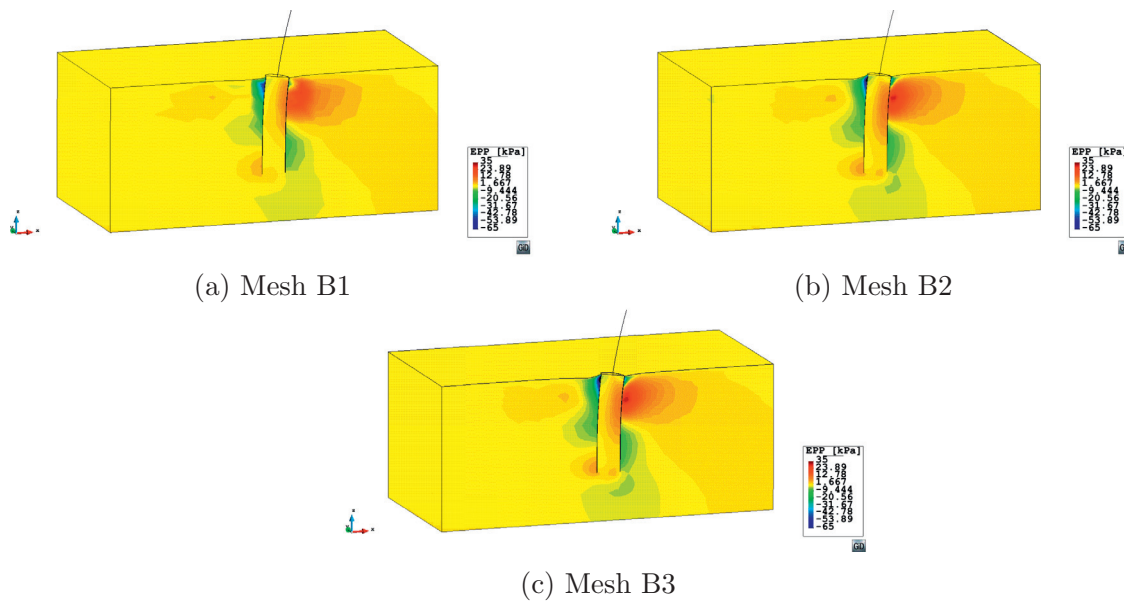 EPP [kPa]
35
23.89
12.78
1.667
-9.444
-20.56
-31.67
-42.78
-53.89
-65
z
x
GD
(a) Mesh B1
EPP [kPa]
35
23.89
12.78
1.667
-9.444
-20.56
-31.67
-42.78
-53.89
-65
z
x
GD
(b) Mesh B2
EPP [kPa]
35
23.89
12.78
1.667
-9.444
-20.56
-31.67
-42.78
-53.89
-65
z
x
GD
(c) Mesh B3